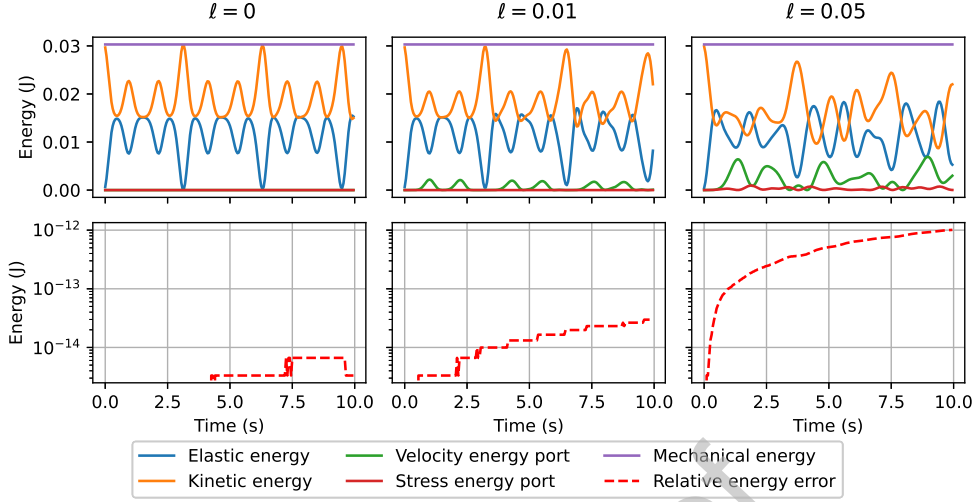 ℓ = 0 ℓ = 0.01 ℓ = 0.05
0.03
0.02
0.01
0.00
Energy (J)
10⁻¹²
10⁻¹³
10⁻¹⁴
Energy (J)
0.0 2.5 5.0 7.5 10.0 0.0 2.5 5.0 7.5 10.0 0.0 2.5 5.0 7.5 10.0
Time (s) Time (s) Time (s)
Elastic energy Velocity energy port Mechanical energy
Kinetic energy Stress energy port Relative energy error